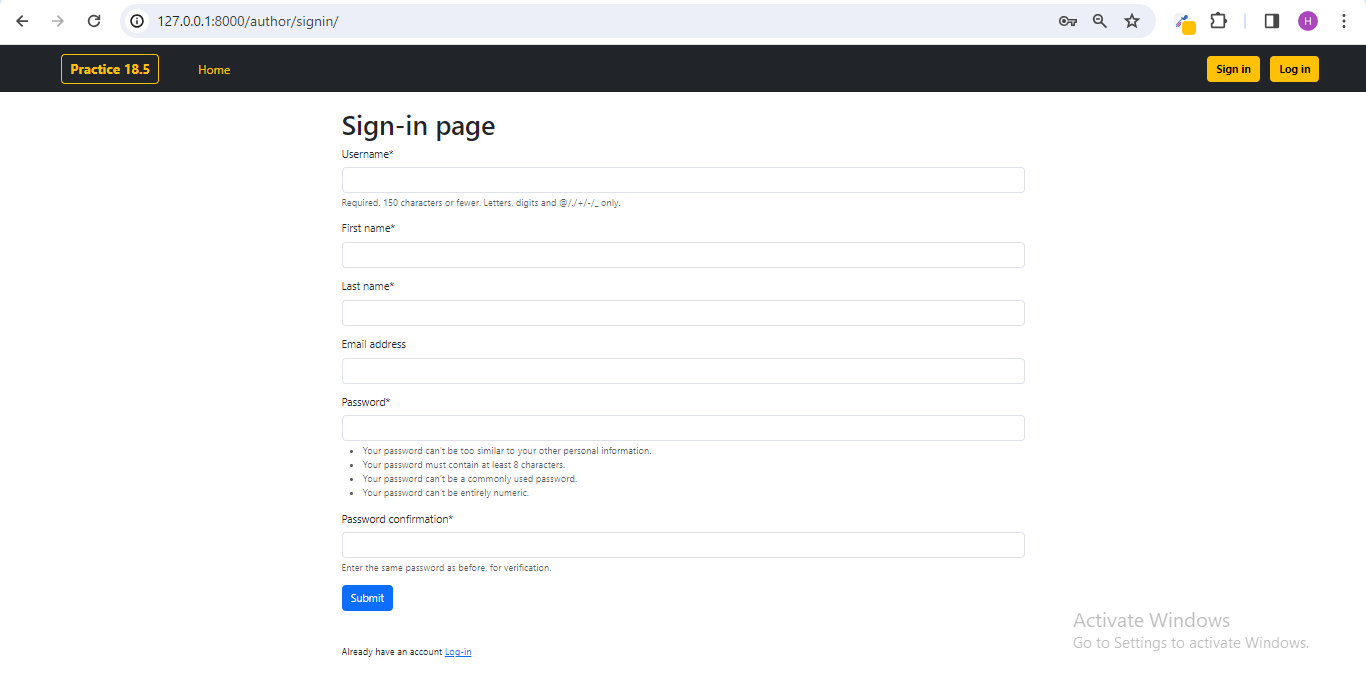 127.0.0.1:8000/author/signin/
H
Practice 18.5
Home
Sign in
Log in
Sign-in page
Username*
Required. 150 characters or fewer. Letters, digits and @/./+/-/_ only.
First name*
Last name*
Email address
Password*
Your password can't be too similar to your other personal information.
Your password must contain at least 8 characters.
Your password can't be a commonly used password.
Your password can't be entirely numeric.
Password confirmation*
Enter the same password as before, for verification.
Submit
Already have an account Log-in
Activate Windows
Go to Settings to activate Windows.